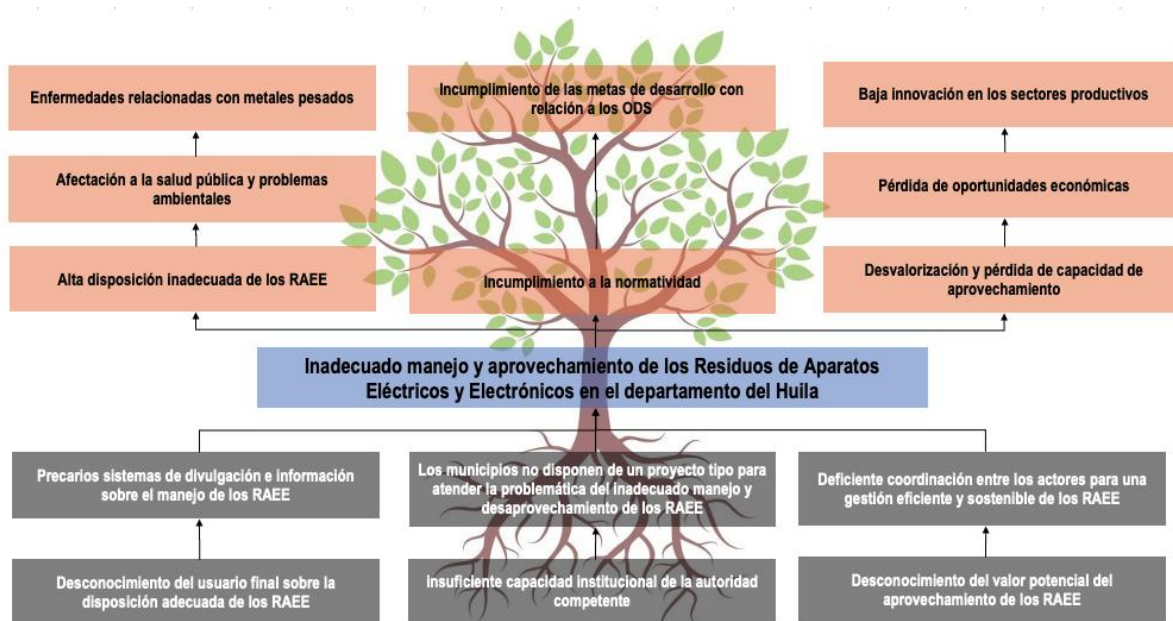 Enfermedades relacionadas con metales pesados
Incumplimiento de las metas de desarrollo con
relación a los ODS
Baja innovación en los sectores productivos
Afectación a la salud pública y problemas
ambientales
Pérdida de oportunidades económicas
Alta disposición inadecuada de los RAEE
Incumplimiento a la normatividad
Desvalorización y pérdida de capacidad de
aprovechamiento
Inadecuado manejo y aprovechamiento de los Residuos de Aparatos
Eléctricos y Electrónicos en el departamento del Huila
Precarios sistemas de divulgación e información
sobre el manejo de los RAEE
Los municipios no disponen de un proyecto tipo para
atender la problemática del inadecuado manejo y
desaprovechamiento de los RAEE
Deficiente coordinación entre los actores para una
gestión eficiente y sostenible de los RAEE
Desconocimiento del usuario final sobre la
disposición adecuada de los RAEE
Insuficiente capacidad institucional de la autoridad
competente
Desconocimiento del valor potencial del
aprovechamiento de los RAEE